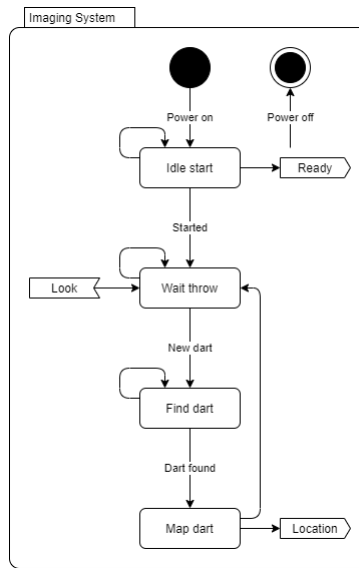 Imaging System
Power on
Power off
Idle start
Ready
Started
Look
Wait throw
New dart
Find dart
Dart found
Map dart
Location